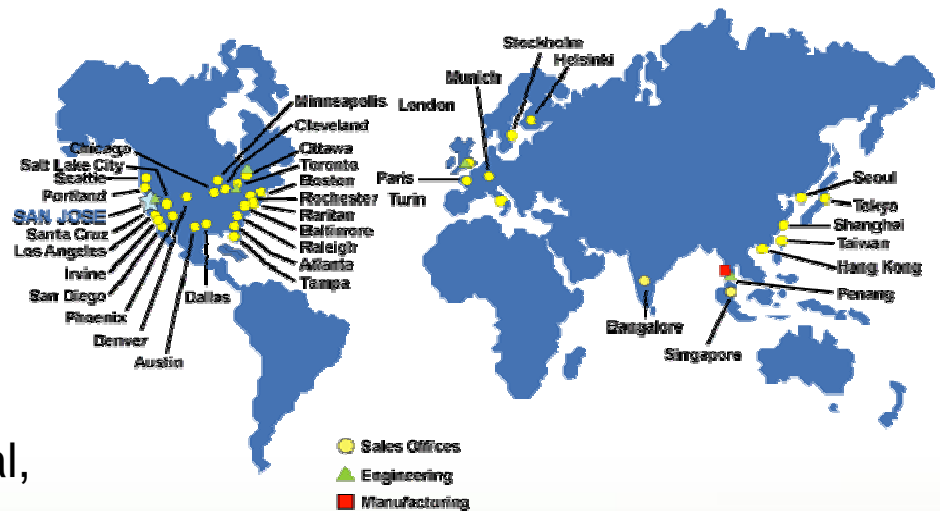 Stockholm
Helsinki
Munich
London
Paris
Turin
Minneapolis
Cleveland
Chicago
Ottawa
Salt Lake City
Toronto
Seattle
Boston
Portland
Rochester
SAN JOSE
Raritan
Santa Cruz
Baltimore
Los Angeles
Raleigh
Irvine
Atlanta
San Diego
Tampa
Phoenix
Dallas
Denver
Austin
Seoul
Tokyo
Shanghai
Taiwan
Hong Kong
Penang
Bangalore
Singapore
al,
Sales Offices
Engineering
Manufacturing